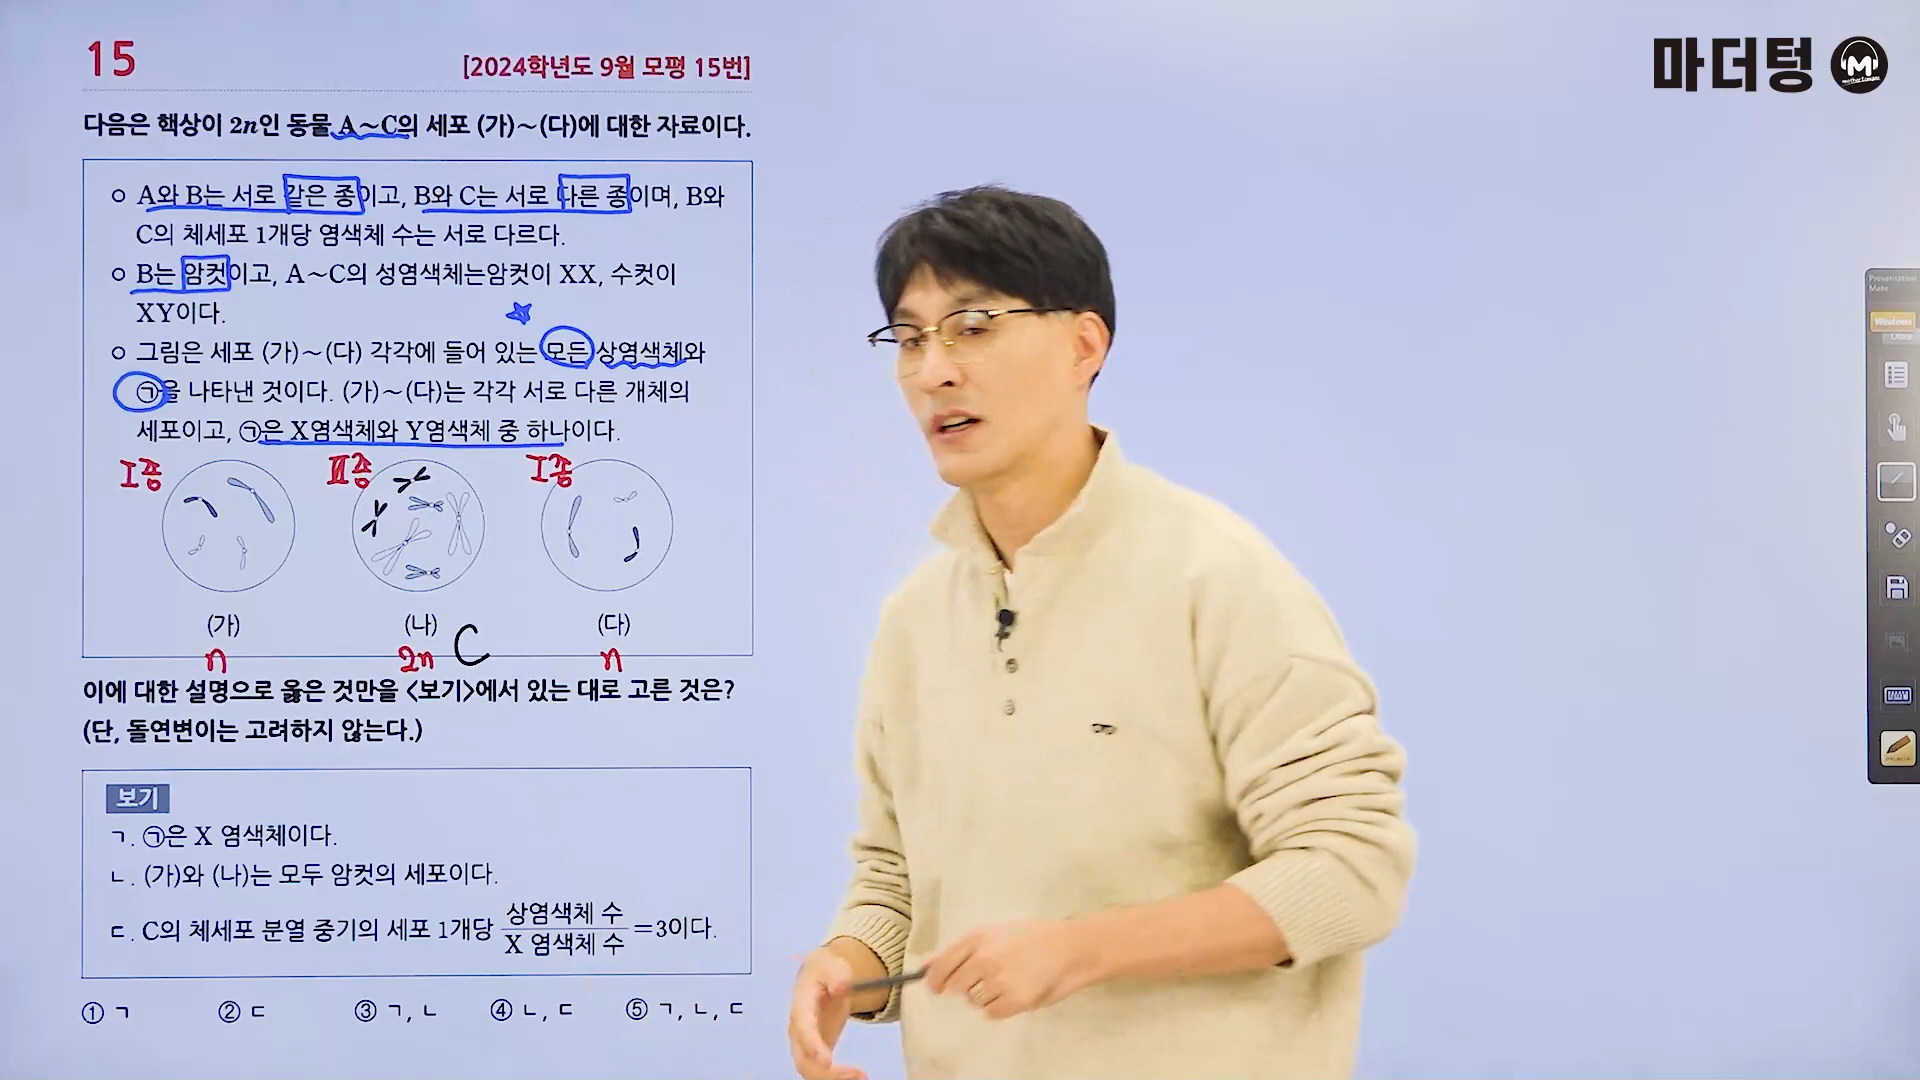 15
[2024학년도 9월 모평 15번]
마더텅
다음은 핵상이 2n인 동물 A~C의 세포 (가)~(다)에 대한 자료이다.
○ A와 B는 서로 같은 종이고, B와 C는 서로 다른 종이며, B와
C의 체세포 1개당 염색체 수는 서로 다르다.
○ B는 암컷이고, A~C의 성염색체는암컷이 XX, 수컷이
XY이다.
○ 그림은 세포 (가)~(다) 각각에 들어 있는 모든 상염색체와
㉠을 나타낸 것이다. (가)~(다)는 각각 서로 다른 개체의
세포이고, ㉠은 X염색체와 Y염색체 중 하나이다.
I종 II종 I종
(가) (나) (다)
n 2n C n
이에 대한 설명으로 옳은 것만을 <보기>에서 있는 대로 고른 것은?
(단, 돌연변이는 고려하지 않는다.)
보기
ㄱ. ㉠은 X 염색체이다.
ㄴ. (가)와 (나)는 모두 암컷의 세포이다.
ㄷ. C의 체세포 분열 중기의 세포 1개당 상염색체 수/X 염색체 수=3이다.
① ㄱ ② ㄷ ③ ㄱ, ㄴ ④ ㄴ, ㄷ ⑤ ㄱ, ㄴ, ㄷ
Presentation
Mate
Windows